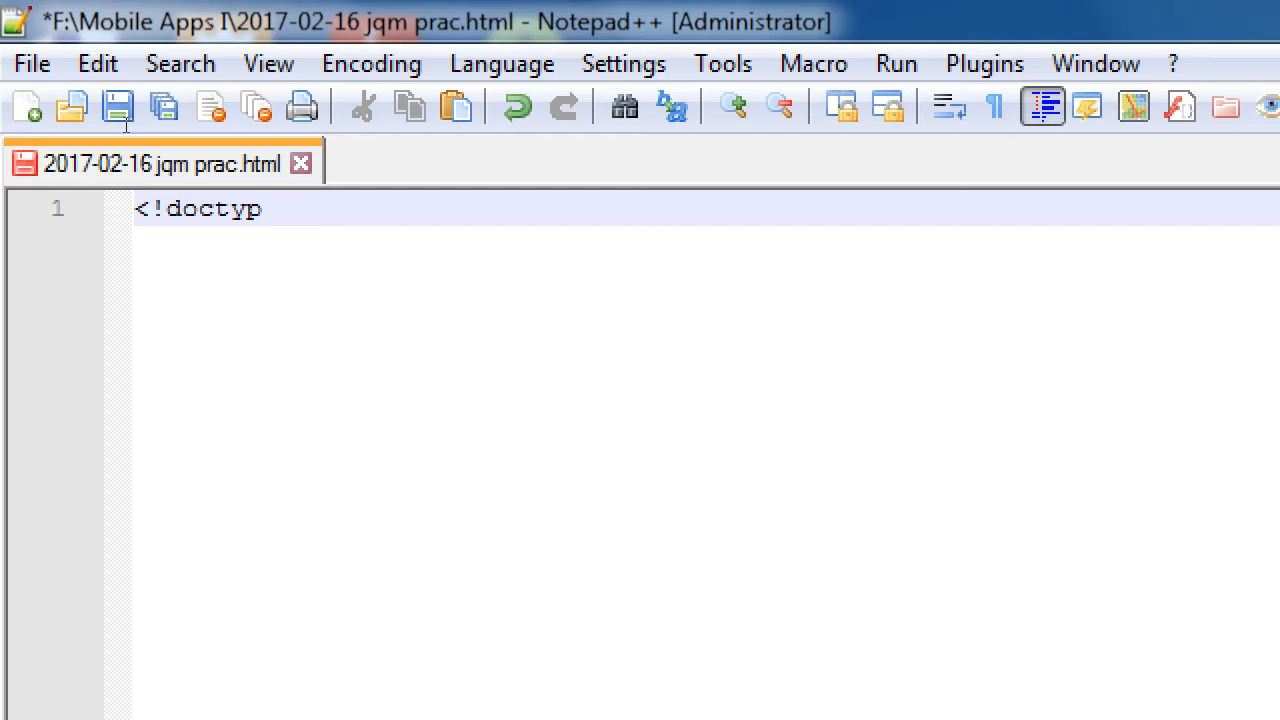 *F:\Mobile Apps I\2017-02-16 jqm prac.html - Notepad++ [Administrator]
File Edit Search View Encoding Language Settings Tools Macro Run Plugins Window ?
2017-02-16 jqm prac.html
1 <!doctyp